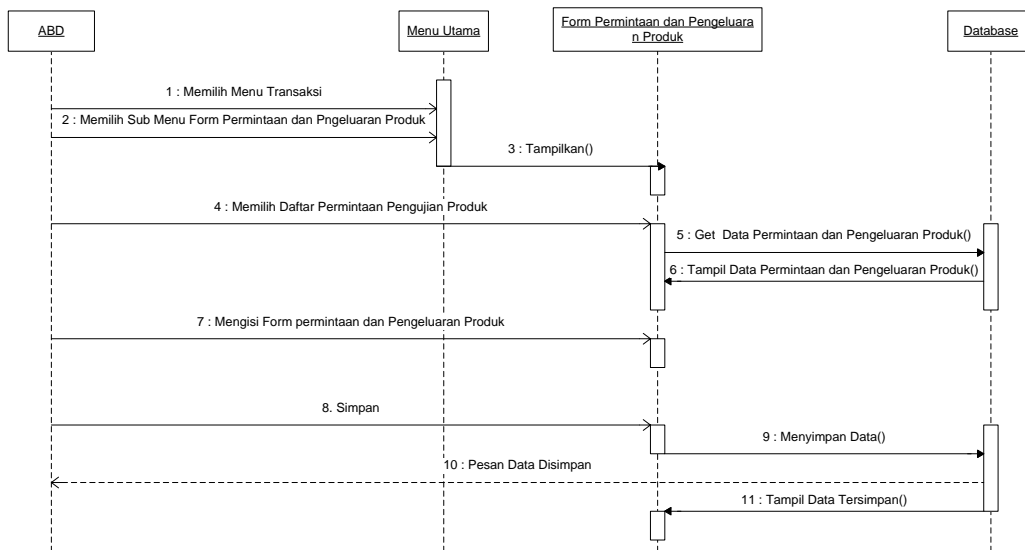 ABD
Menu Utama
Form Permintaan dan Pengeluara
n Produk
Database
1 : Memilih Menu Transaksi
2 : Memilih Sub Menu Form Permintaan dan Pngeluaran Produk
3 : Tampilkan()
4 : Memilih Daftar Permintaan Pengujian Produk
5 : Get Data Permintaan dan Pengeluaran Produk()
6 : Tampil Data Permintaan dan Pengeluaran Produk()
7 : Mengisi Form permintaan dan Pengeluaran Produk
8. Simpan
9 : Menyimpan Data()
10 : Pesan Data Disimpan
11 : Tampil Data Tersimpan()